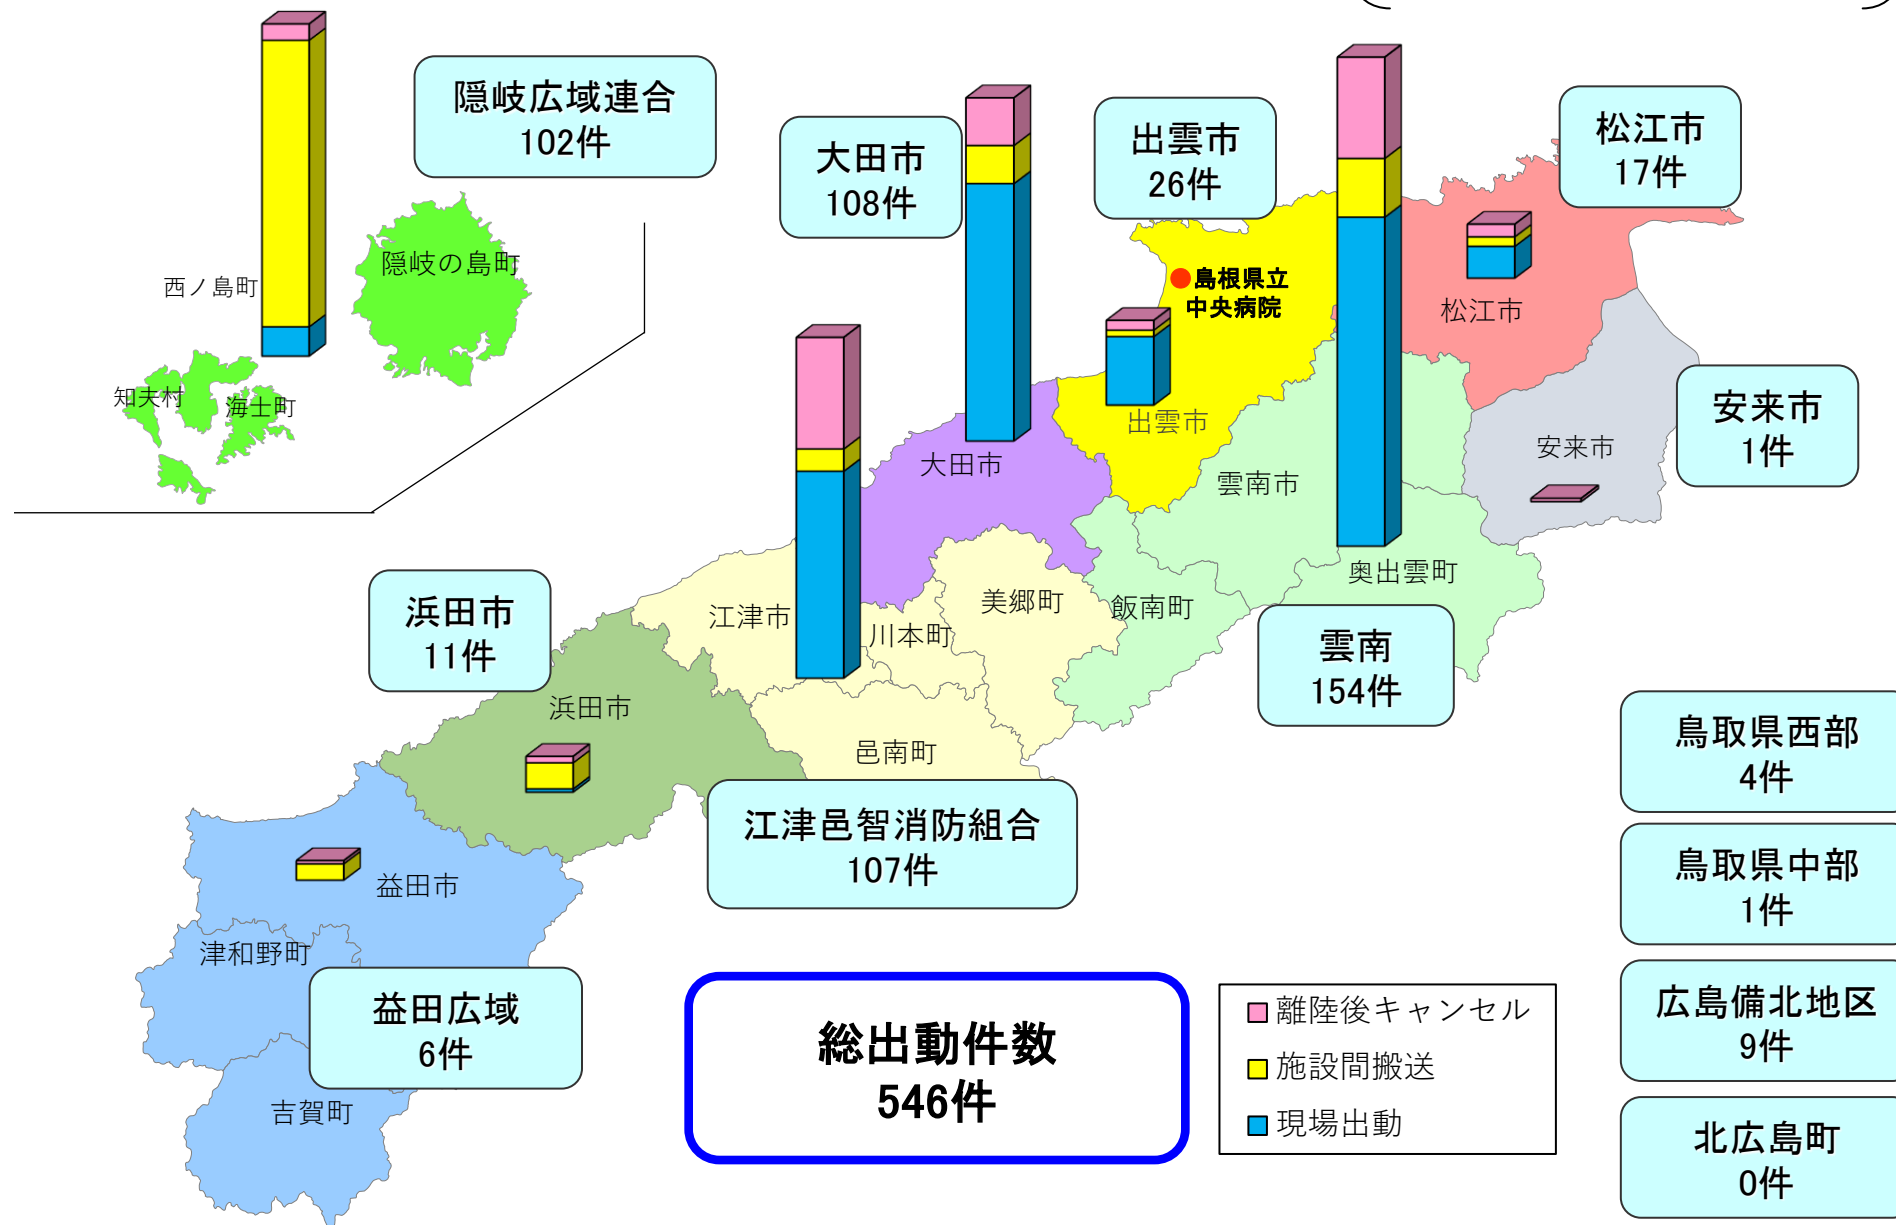 隠岐広域連合
102件
大田市
108件
出雲市
26件
松江市
17件
西ノ島町
隠岐の島町
知夫村
海士町
島根県立
中央病院
松江市
出雲市
大田市
雲南市
安来市
安来市
1件
奥出雲町
飯南町
美郷町
川本町
江津市
浜田市
11件
雲南
154件
浜田市
邑南町
江津邑智消防組合
107件
益田市
津和野町
益田広域
6件
吉賀町
鳥取県西部
4件
鳥取県中部
1件
広島備北地区
9件
北広島町
0件
総出動件数
546件
離陸後キャンセル
施設間搬送
現場出動